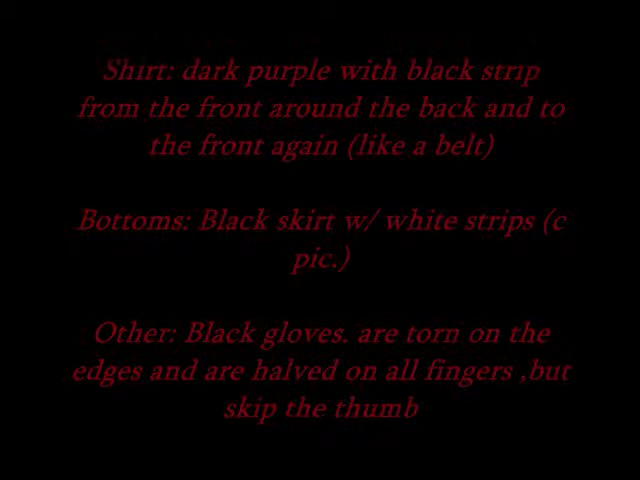 Shirt: dark purple with black strip
from the front around the back and to
the front again (like a belt)
Bottoms: Black skirt w/ white strips (c
pic.)
Other: Black gloves. are torn on the
edges and are halved on all fingers ,but
skip the thumb